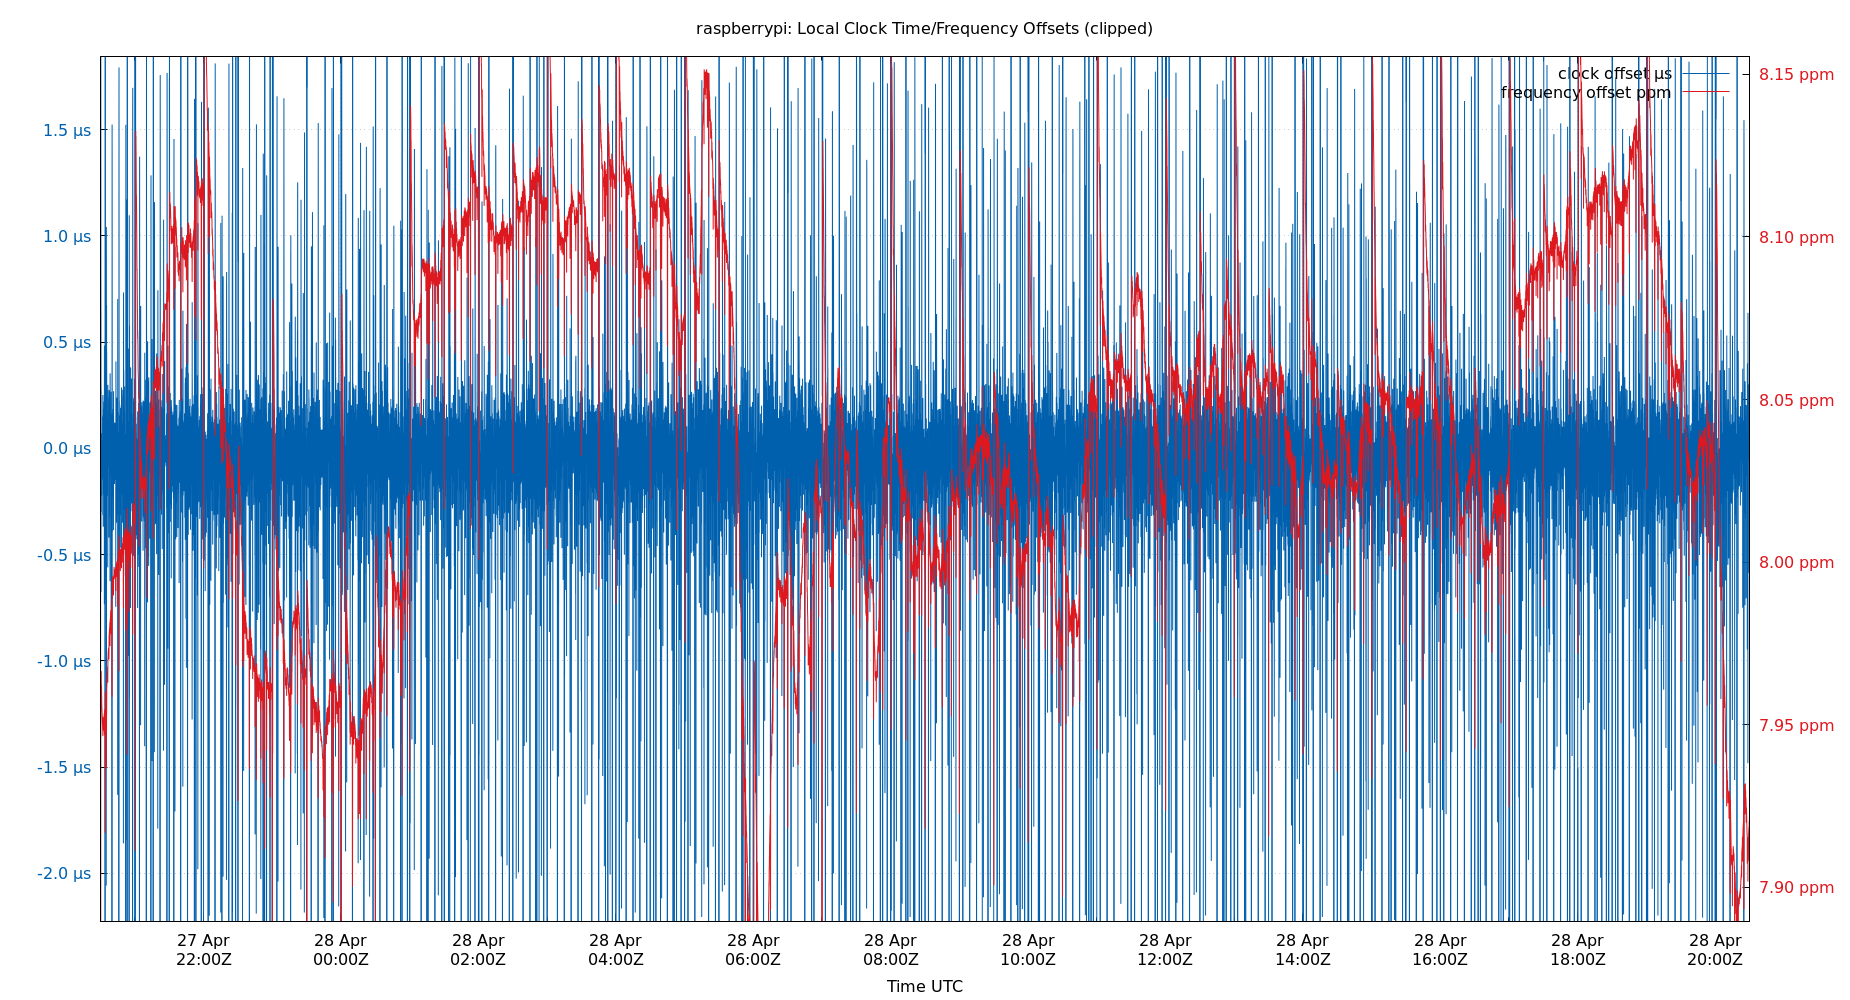 raspberrypi: Local Clock Time/Frequency Offsets (clipped)
clock offset µs
frequency offset ppm
1.5 µs
1.0 µs
0.5 µs
0.0 µs
-0.5 µs
-1.0 µs
-1.5 µs
-2.0 µs
8.15 ppm
8.10 ppm
8.05 ppm
8.00 ppm
7.95 ppm
7.90 ppm
27 Apr
22:00Z
28 Apr
00:00Z
28 Apr
02:00Z
28 Apr
04:00Z
28 Apr
06:00Z
28 Apr
08:00Z
28 Apr
10:00Z
28 Apr
12:00Z
28 Apr
14:00Z
28 Apr
16:00Z
28 Apr
18:00Z
28 Apr
20:00Z
Time UTC